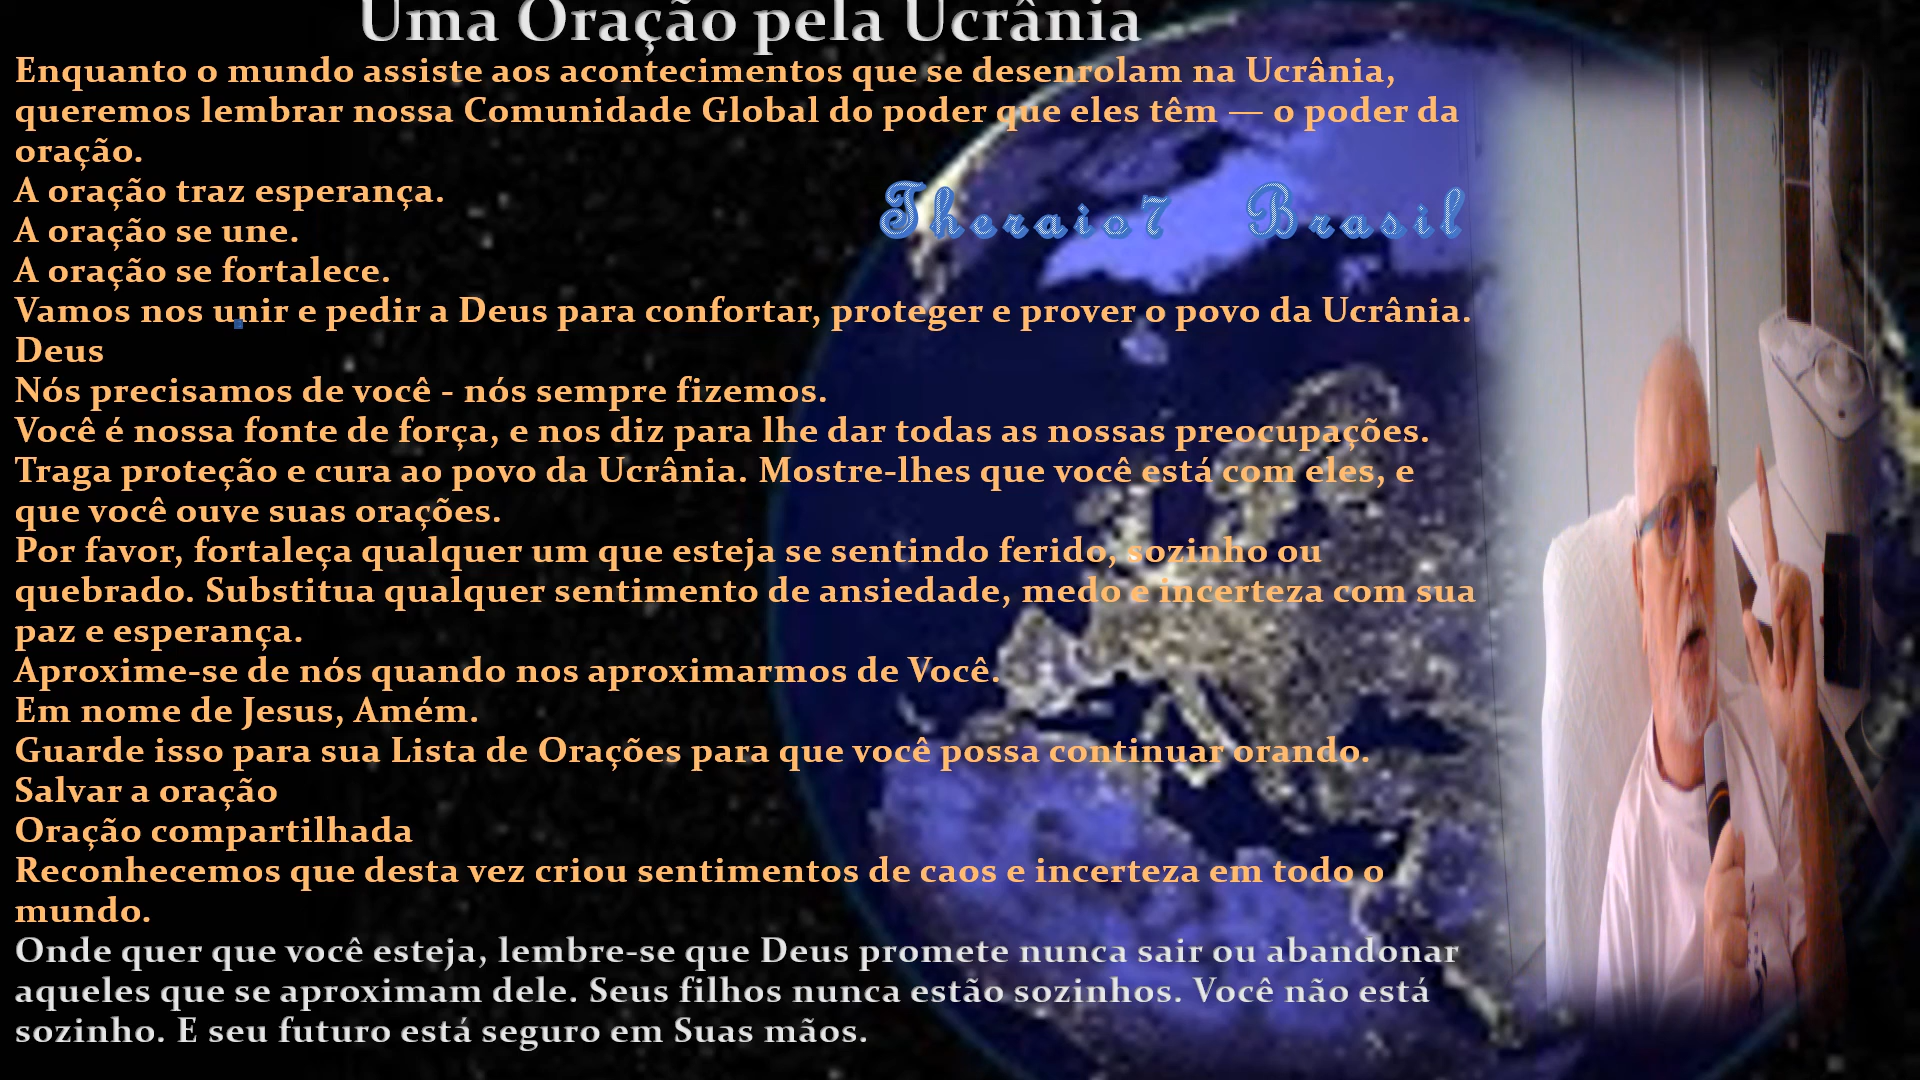 Uma Oração pela Ucrânia
Enquanto o mundo assiste aos acontecimentos que se desenrolam na Ucrânia,
queremos lembrar nossa Comunidade Global do poder que eles têm — o poder da
oração.
A oração traz esperança.
Theraio7 Brasil
A oração se une.
A oração se fortalece.
Vamos nos unir e pedir a Deus para confortar, proteger e prover o povo da Ucrânia.
Deus
Nós precisamos de você - nós sempre fizemos.
Você é nossa fonte de força, e nos diz para lhe dar todas as nossas preocupações.
Traga proteção e cura ao povo da Ucrânia. Mostre-lhes que você está com eles, e
que você ouve suas orações.
Por favor, fortaleça qualquer um que esteja se sentindo ferido, sozinho ou
quebrado. Substitua qualquer sentimento de ansiedade, medo e incerteza com sua
paz e esperança.
Aproxime-se de nós quando nos aproximarmos de Você.
Em nome de Jesus, Amém.
Guarde isso para sua Lista de Orações para que você possa continuar orando.
Salvar a oração
Oração compartilhada
Reconhecemos que desta vez criou sentimentos de caos e incerteza em todo o
mundo.
Onde quer que você esteja, lembre-se que Deus promete nunca sair ou abandonar
aqueles que se aproximam dele. Seus filhos nunca estão sozinhos. Você não está
sozinho. E seu futuro está seguro em Suas mãos.